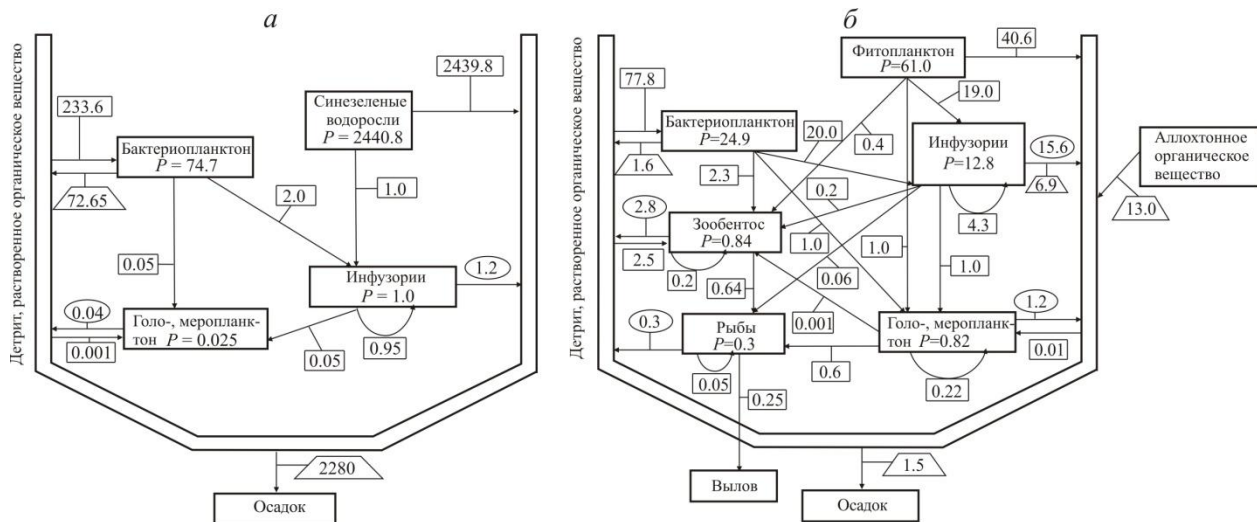 а
Детрит, растворенное органическое вещество
233.6
Бактериопланктон
P = 74.7
72.65
2439.8
Синезеленые
водоросли
P = 2440.8
2.0
1.0
0.05
Инфузории
P = 1.0
1.2
0.04
0.001
Голо-, меропланк-
тон P = 0.025
0.05
0.95
2280
Осадок
б
Детрит, растворенное органическое вещество
Фитопланктон
P=61.0
40.6
77.8
19.0
Бактериопланктон
P=24.9
20.0
0.4
Инфузории
P=12.8
15.6
6.9
1.6
Аллохтонное
органическое
вещество
13.0
2.3
0.2
4.3
2.8
Зообентос
P=0.84
2.5
0.2
1.0
0.06
1.0
1.0
0.64
0.001
1.2
0.3
Рыбы
P=0.3
Голо-, меропланк-
тон P=0.82
0.01
0.05
0.6
0.22
0.25
1.5
Вылов
Осадок